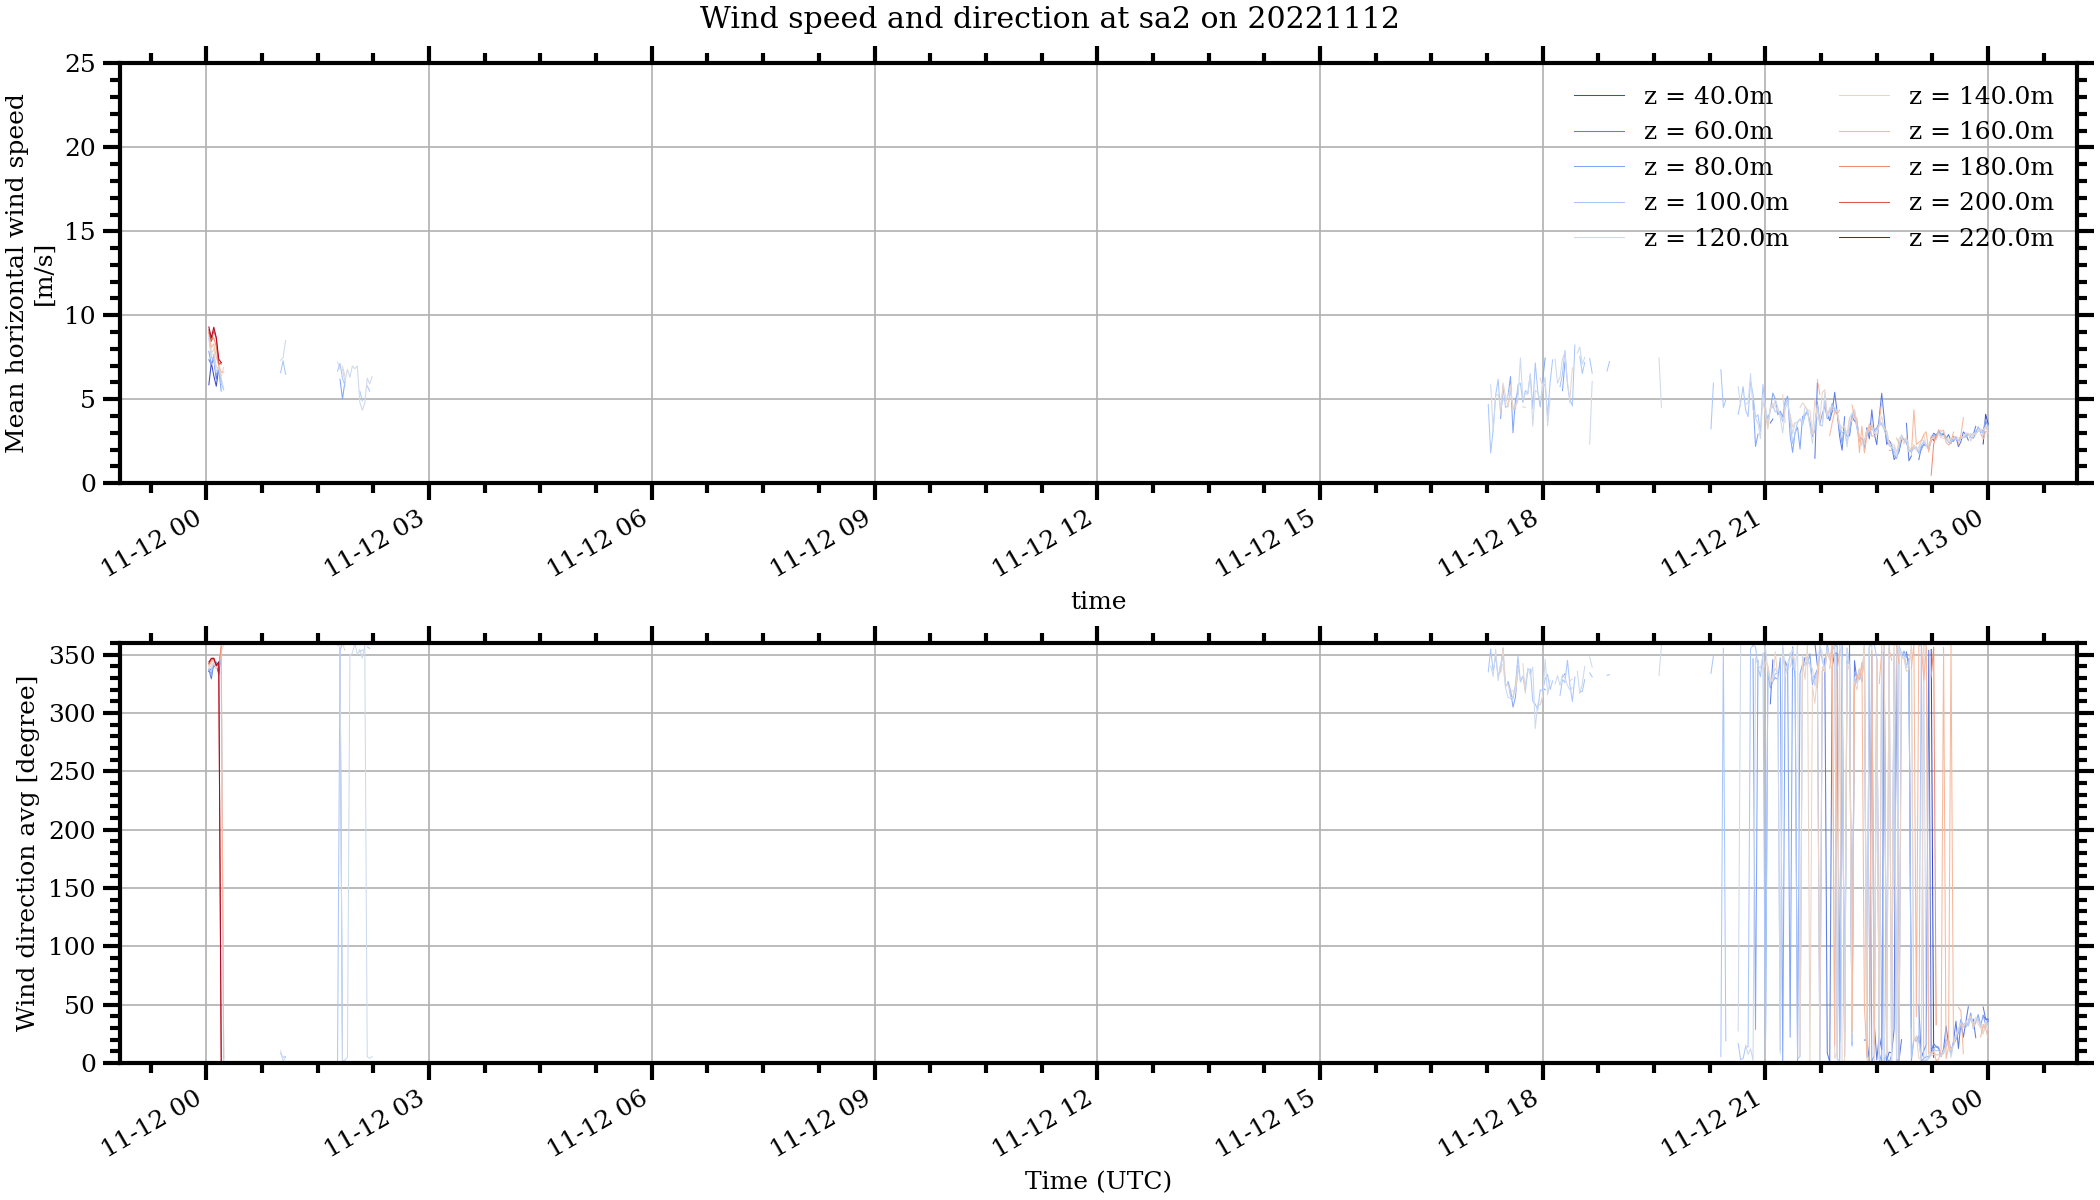 Wind speed and direction at sa2 on 20221112
Mean horizontal wind speed
[m/s]
25
20
15
10
5
0
z = 40.0m
z = 60.0m
z = 80.0m
z = 100.0m
z = 120.0m
z = 140.0m
z = 160.0m
z = 180.0m
z = 200.0m
z = 220.0m
11-12 00
11-12 03
11-12 06
11-12 09
11-12 12
11-12 15
11-12 18
11-12 21
11-13 00
time
Wind direction avg [degree]
350
300
250
200
150
100
50
0
11-12 00
11-12 03
11-12 06
11-12 09
11-12 12
11-12 15
11-12 18
11-12 21
11-13 00
Time (UTC)